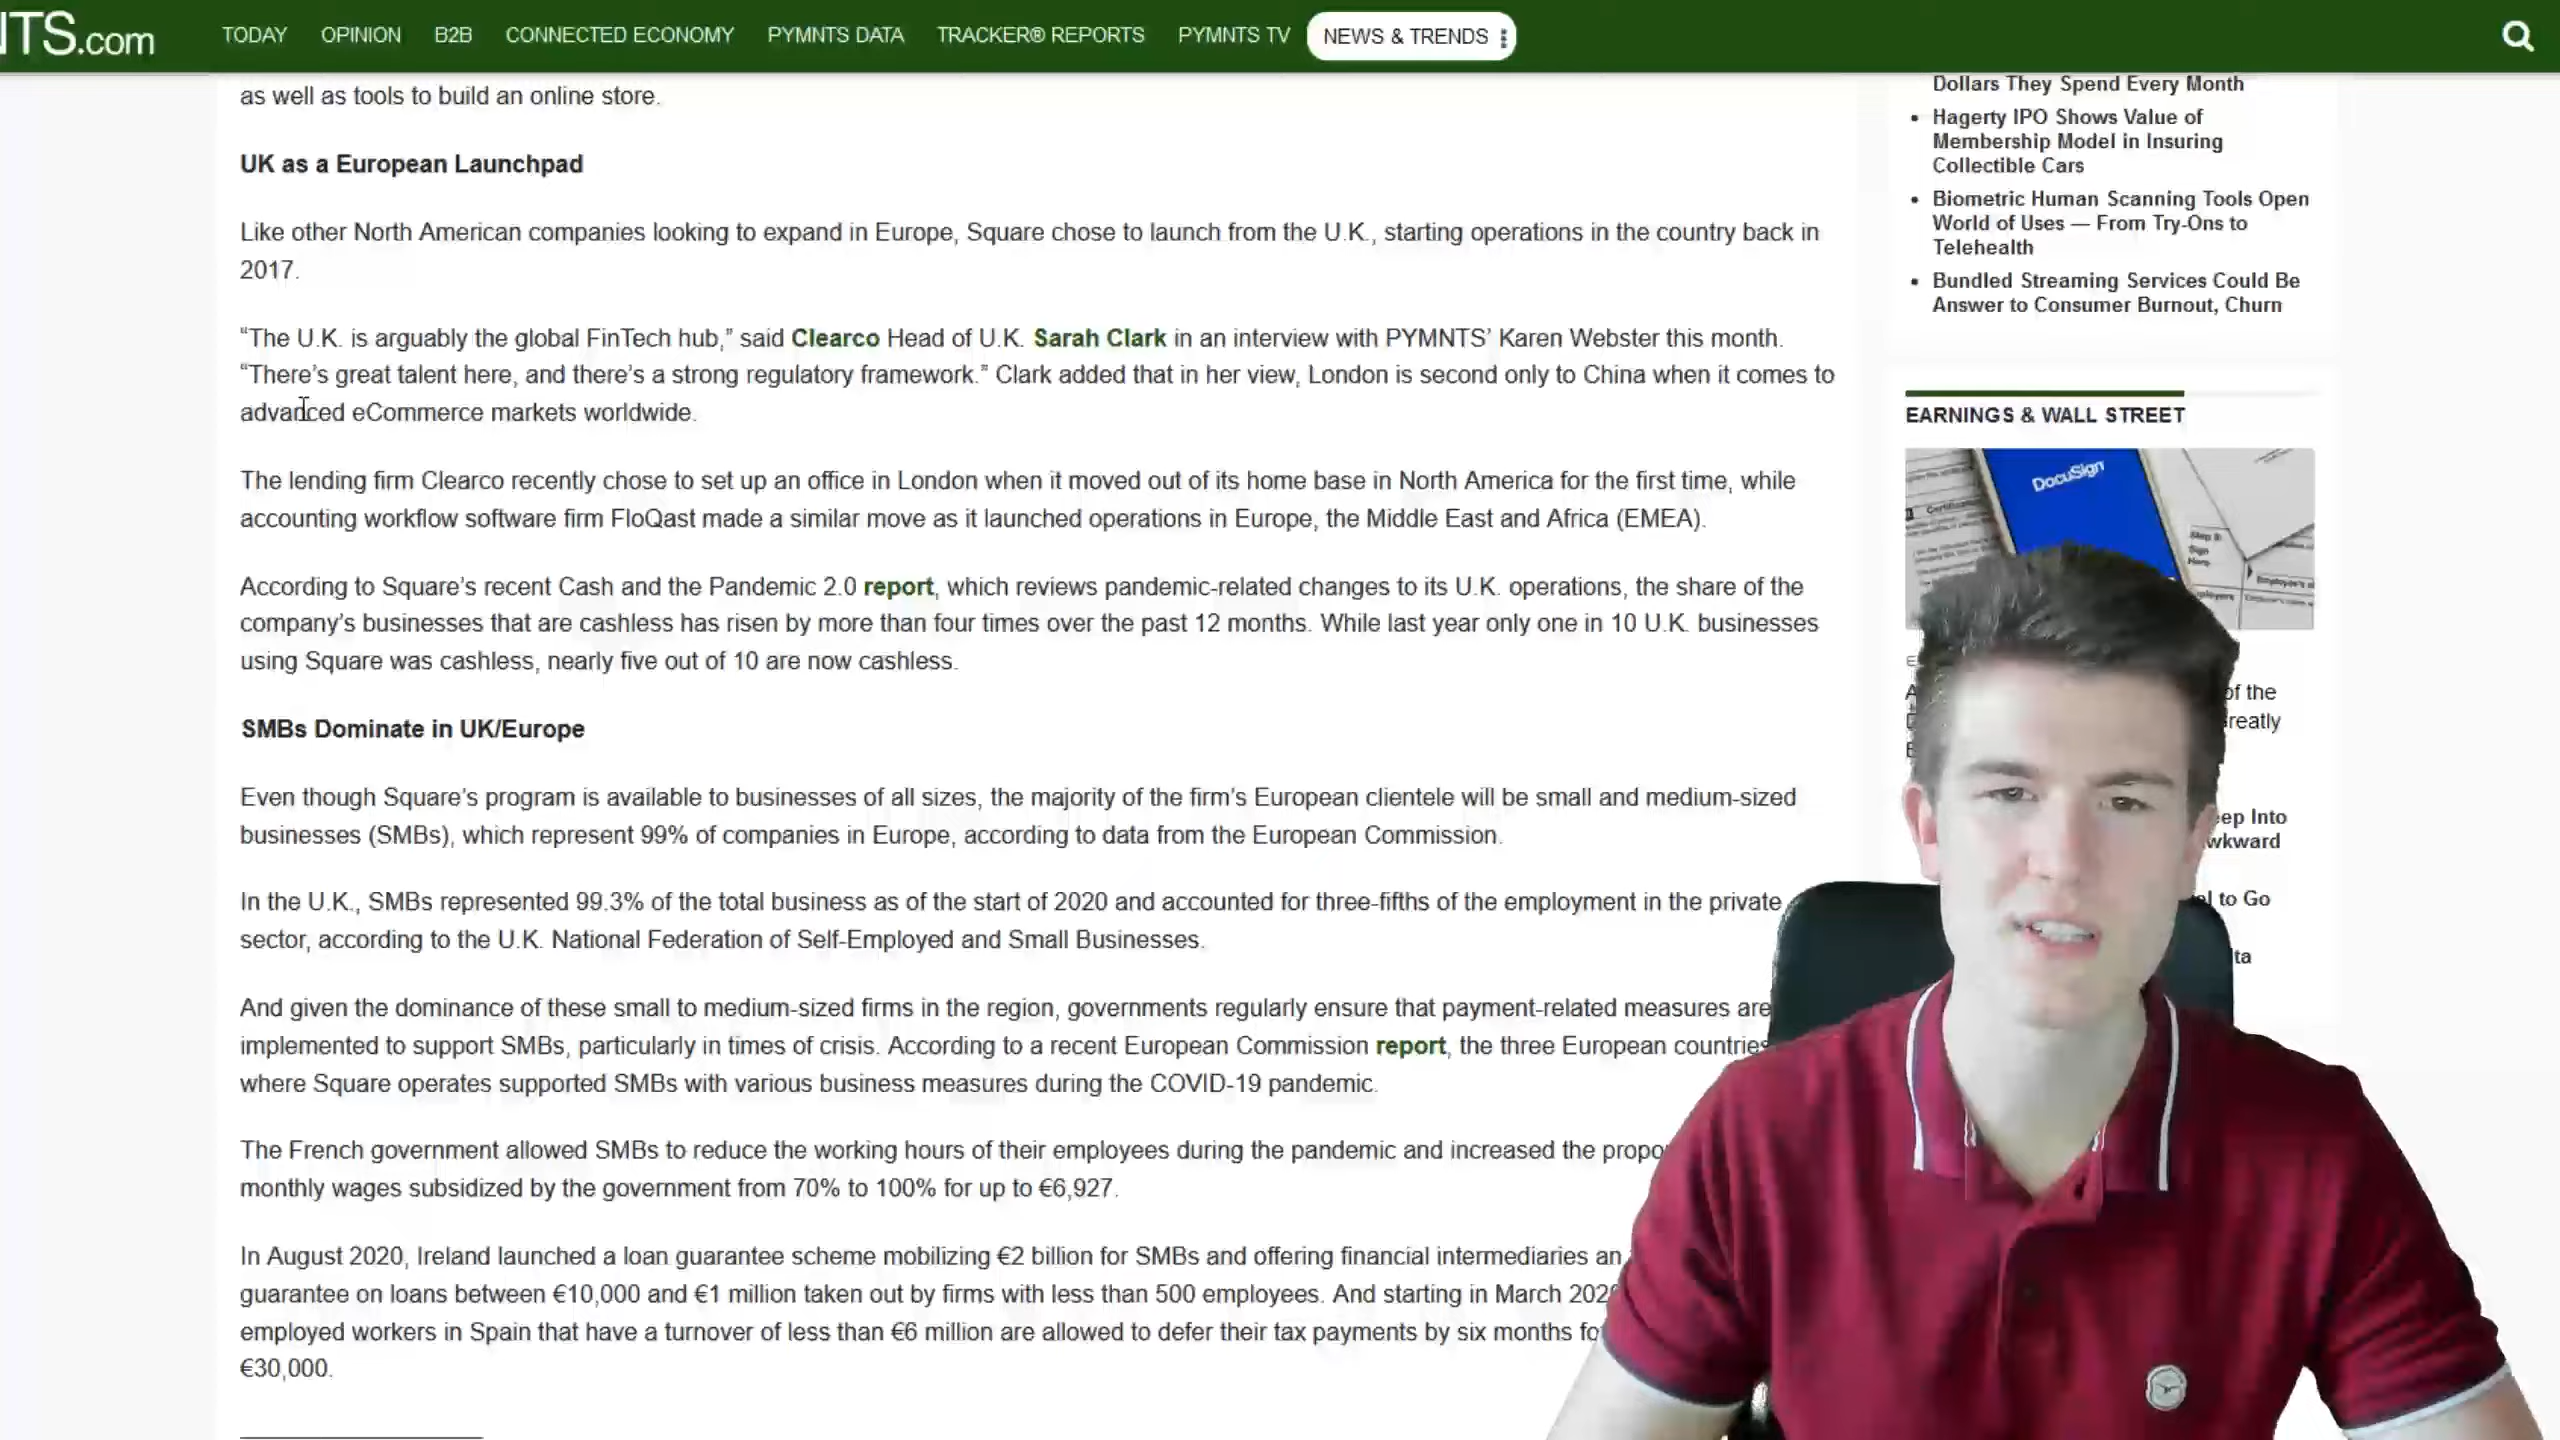 NTS.com
TODAY OPINION B2B CONNECTED ECONOMY PYMNTS DATA TRACKER® REPORTS PYMNTS TV NEWS & TRENDS
as well as tools to build an online store.
UK as a European Launchpad
Like other North American companies looking to expand in Europe, Square chose to launch from the U.K., starting operations in the country back in
2017.
“The U.K. is arguably the global FinTech hub,” said Clearco Head of U.K. Sarah Clark in an interview with PYMNTS’ Karen Webster this month.
“There’s great talent here, and there’s a strong regulatory framework.” Clark added that in her view, London is second only to China when it comes to
advanced eCommerce markets worldwide.
The lending firm Clearco recently chose to set up an office in London when it moved out of its home base in North America for the first time, while
accounting workflow software firm FloQast made a similar move as it launched operations in Europe, the Middle East and Africa (EMEA).
According to Square’s recent Cash and the Pandemic 2.0 report, which reviews pandemic-related changes to its U.K. operations, the share of the
company’s businesses that are cashless has risen by more than four times over the past 12 months. While last year only one in 10 U.K. businesses
using Square was cashless, nearly five out of 10 are now cashless.
SMBs Dominate in UK/Europe
Even though Square’s program is available to businesses of all sizes, the majority of the firm’s European clientele will be small and medium-sized
businesses (SMBs), which represent 99% of companies in Europe, according to data from the European Commission.
In the U.K., SMBs represented 99.3% of the total business as of the start of 2020 and accounted for three-fifths of the employment in the private
sector, according to the U.K. National Federation of Self-Employed and Small Businesses.
And given the dominance of these small to medium-sized firms in the region, governments regularly ensure that payment-related measures are
implemented to support SMBs, particularly in times of crisis. According to a recent European Commission report, the three European countries
where Square operates supported SMBs with various business measures during the COVID-19 pandemic.
The French government allowed SMBs to reduce the working hours of their employees during the pandemic and increased the propo
monthly wages subsidized by the government from 70% to 100% for up to €6,927.
In August 2020, Ireland launched a loan guarantee scheme mobilizing €2 billion for SMBs and offering financial intermediaries an
guarantee on loans between €10,000 and €1 million taken out by firms with less than 500 employees. And starting in March 202
employed workers in Spain that have a turnover of less than €6 million are allowed to defer their tax payments by six months fo
€30,000.
Dollars They Spend Every Month
Hagerty IPO Shows Value of
Membership Model in Insuring
Collectible Cars
Biometric Human Scanning Tools Open
World of Uses — From Try-Ons to
Telehealth
Bundled Streaming Services Could Be
Answer to Consumer Burnout, Churn
EARNINGS & WALL STREET
DocuSign
of the
reatly
eep Into
wkward
to Go
ta